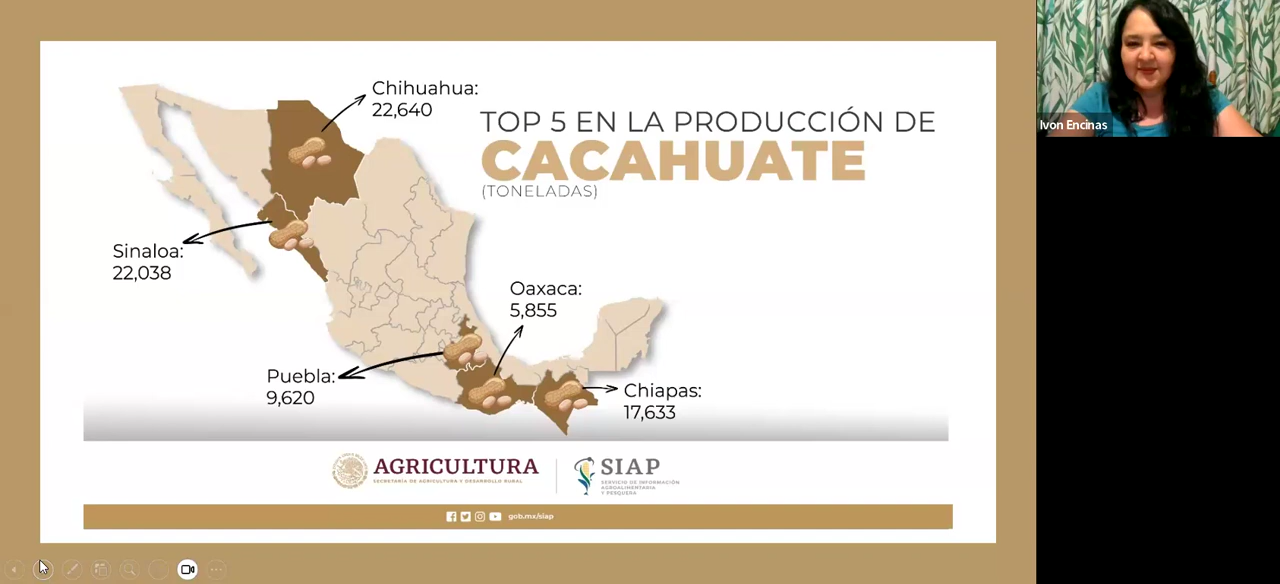 Chihuahua:
22,640
TOP 5 EN LA PRODUCCIÓN DE
CACAHUATE
(TONELADAS)
Sinaloa:
22,038
Oaxaca:
5,855
Puebla:
9,620
Chiapas:
17,633
AGRICULTURA
SECRETARÍA DE AGRICULTURA Y DESARROLLO RURAL
SIAP
SERVICIO DE INFORMACIÓN
AGROALIMENTARIA
Y PESQUERA
gob.mx/siap
Ivon Encinas